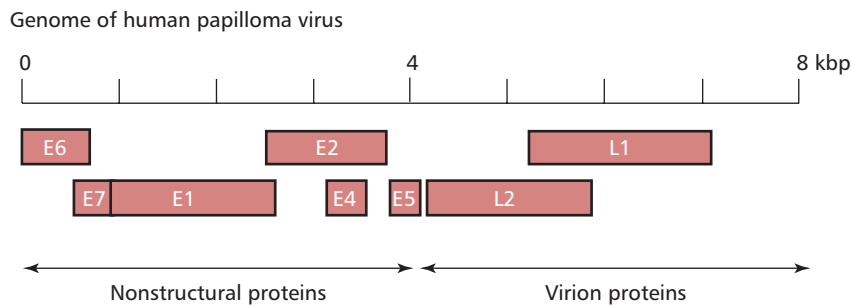 Genome of human papilloma virus
0 4 8 kbp
E6 E2 L1
E7 E1 E4 E5 L2
Nonstructural proteins Virion proteins